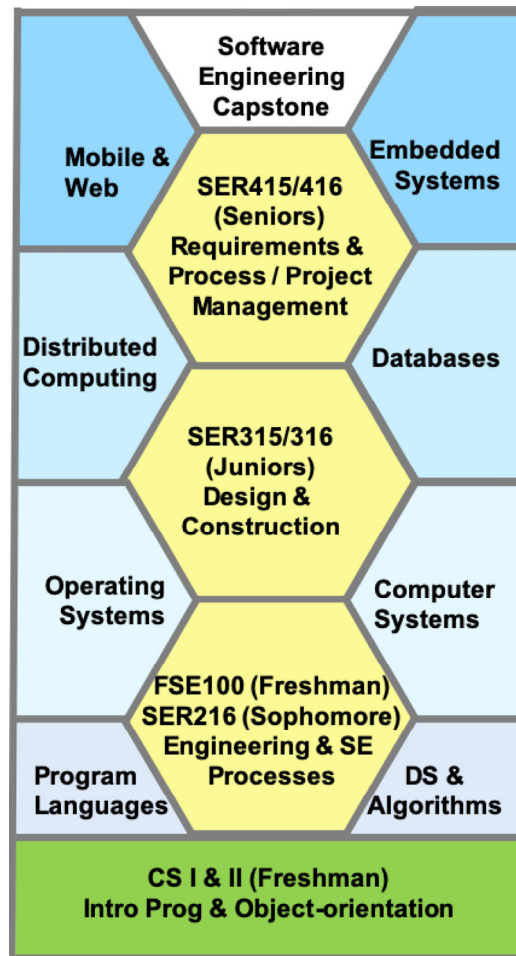 Software
Engineering
Capstone
Mobile &
Web
Embedded
Systems
SER415/416
(Seniors)
Requirements &
Process / Project
Management
Distributed
Computing
Databases
SER315/316
(Juniors)
Design &
Construction
Operating
Systems
Computer
Systems
FSE100 (Freshman)
SER216 (Sophomore)
Engineering & SE
Processes
Program
Languages
DS &
Algorithms
CS I & II (Freshman)
Intro Prog & Object-orientation